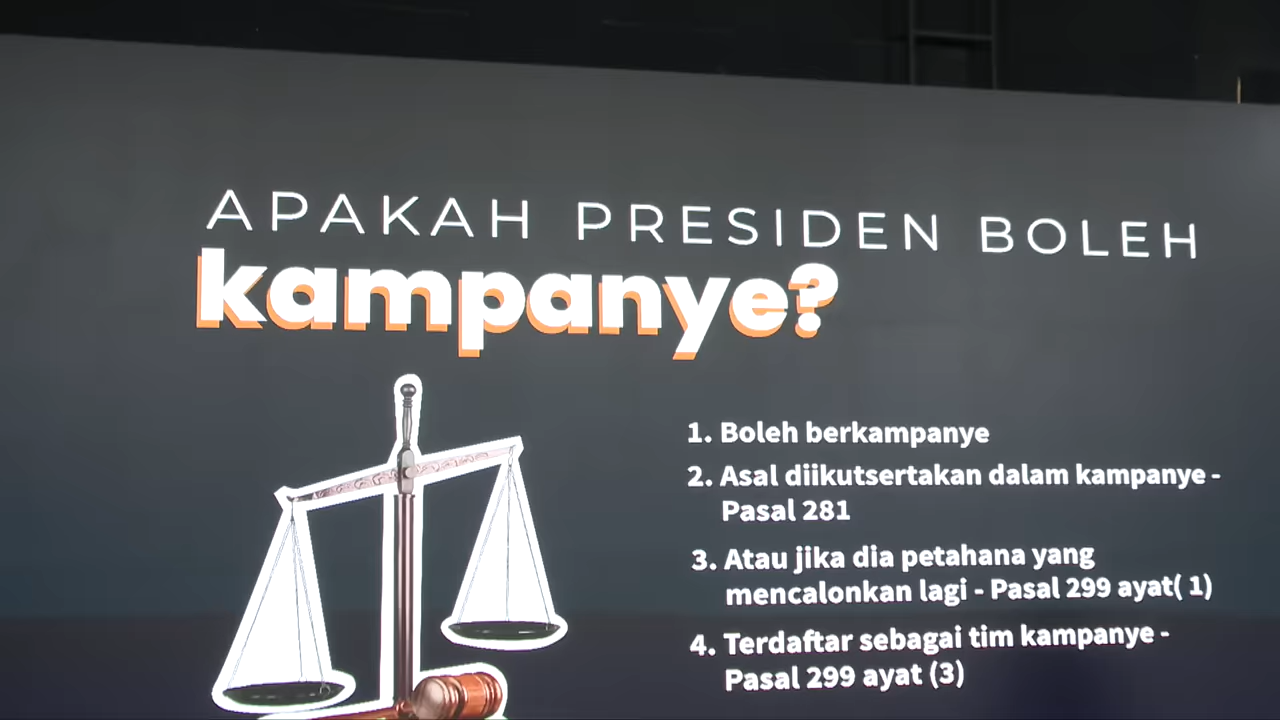 APAKAH PRESIDEN BOLEH
kampanye?
1. Boleh berkampanye
2. Asal diikutsertakan dalam kampanye -
Pasal 281
3. Atau jika dia petahana yang
mencalonkan lagi - Pasal 299 ayat( 1)
4. Terdaftar sebagai tim kampanye -
Pasal 299 ayat (3)